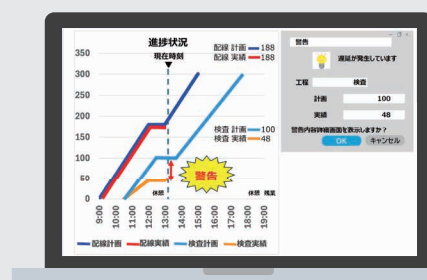 進捗状況
現在時刻
配線 計画 188
配線 実績 188
350
300
250
200
150
100
50
0
検査 計画 100
検査 実績 48
警告
休憩
休憩 残業
9:00
10:00
11:00
12:00
13:00
14:00
15:00
16:00
17:00
18:00
19:00
配線計画 配線実績 検査計画 検査実績
警告
遅延が発生しています
工程 検査
計画 100
実績 48
警告内容詳細画面を表示しますか?
OK キャンセル